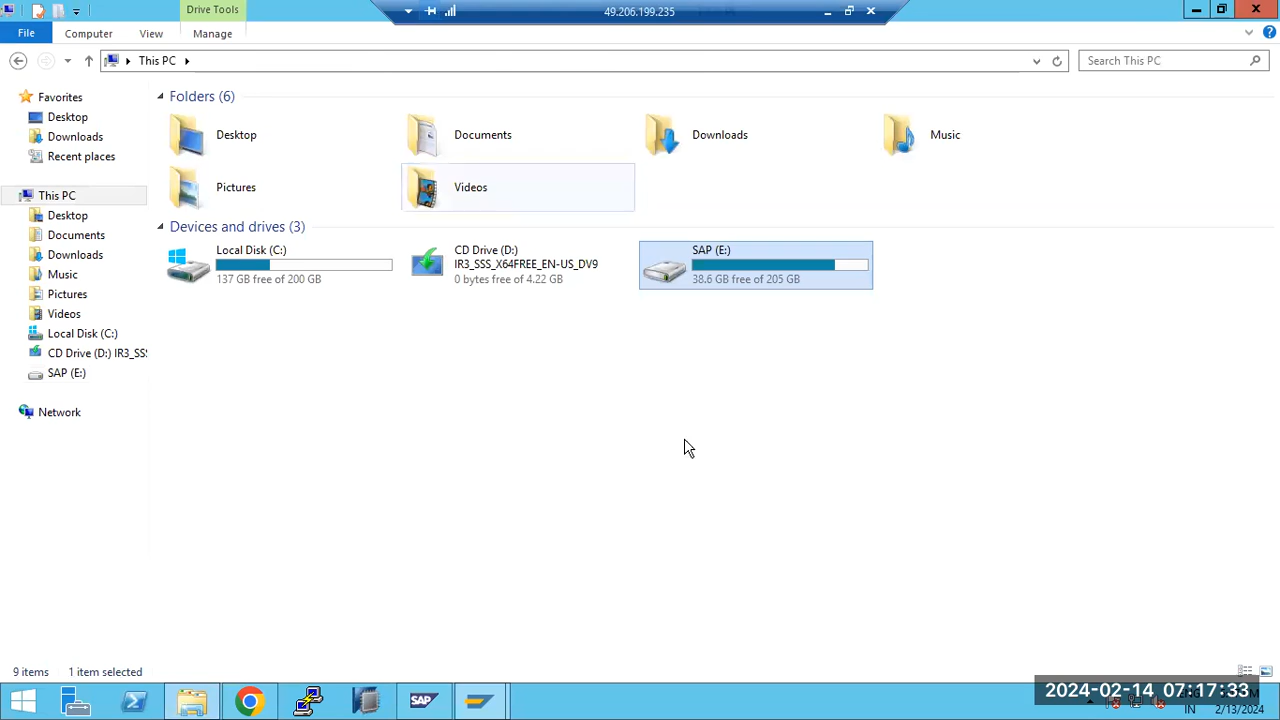 Drive Tools
49.206.199.235
File Computer View Manage
This PC
Search This PC
Favorites
Desktop
Downloads
Recent places
This PC
Desktop
Documents
Downloads
Music
Pictures
Videos
Local Disk (C:)
CD Drive (D:) IR3_SSS
SAP (E:)
Network
Folders (6)
Desktop
Documents
Downloads
Music
Pictures
Videos
Devices and drives (3)
Local Disk (C:)
137 GB free of 200 GB
CD Drive (D:)
IR3_SSS_X64FREE_EN-US_DV9
0 bytes free of 4.22 GB
SAP (E:)
38.6 GB free of 205 GB
9 items 1 item selected
SAP
2024-02-14 07:17:33
IN 2/13/2024